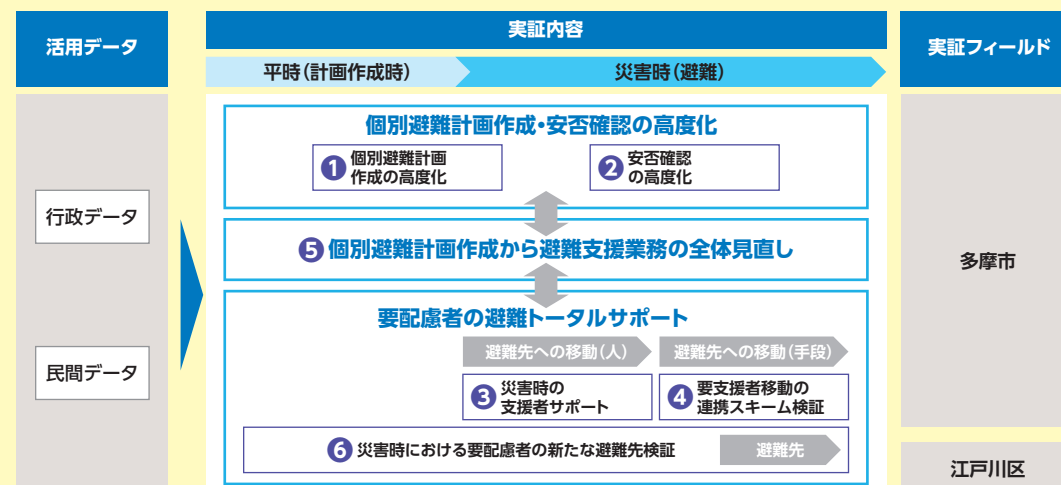 活用データ
実証内容
実証フィールド
平時(計画作成時)
災害時(避難)
行政データ
民間データ
個別避難計画作成・安否確認の高度化
❶ 個別避難計画
作成の高度化
❷ 安否確認
の高度化
❺ 個別避難計画作成から避難支援業務の全体見直し
要配慮者の避難トータルサポート
避難先への移動(人)
避難先への移動(手段)
❸ 災害時の
支援者サポート
❹ 要支援者移動の
連携スキーム検証
❻ 災害時における要配慮者の新たな避難先検証
避難先
多摩市
江戸川区